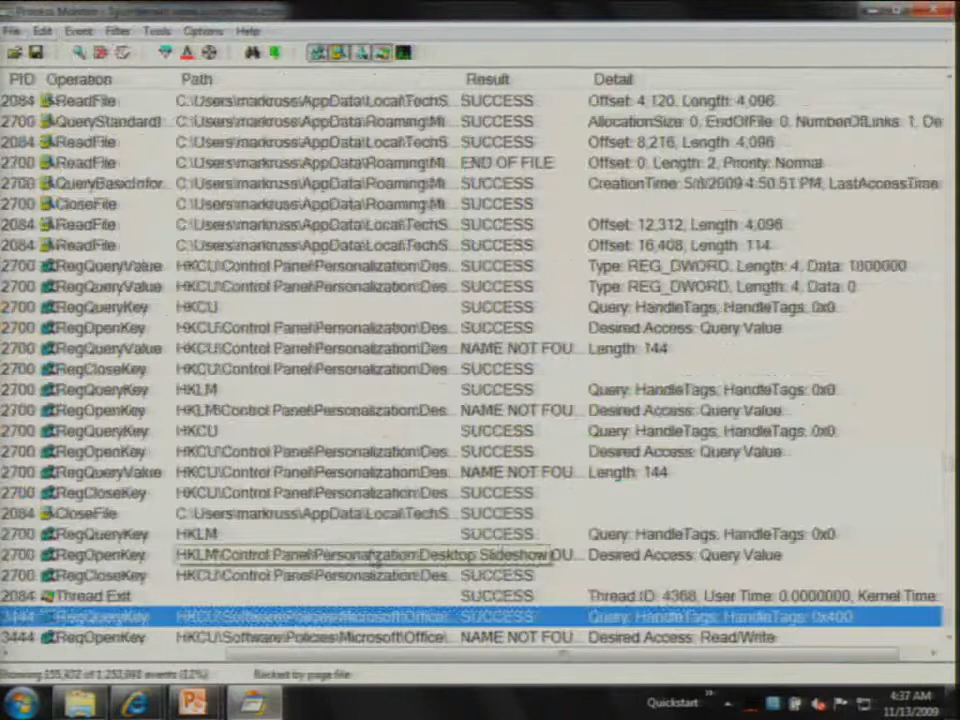 Process Monitor - Sysinternals: www.sysinternals.com
File Edit Event Filter Tools Options Help
PID Operation Path Result Detail
2084 ReadFile C:\Users\markruss\AppData\Local\TechS... SUCCESS Offset: 4,120, Length: 4,096
2700 QueryStandardI C:\Users\markruss\AppData\Roaming\Mi SUCCESS AllocationSize: 0, EndOfFile: 0, NumberOfLinks: 1, De
2084 ReadFile C:\Users\markruss\AppData\Local\TechS... SUCCESS Offset: 8,216, Length: 4,096
2700 ReadFile C:\Users\markruss\AppData\Roaming\Mi END OF FILE Offset: 0, Length: 2, Priority: Normal
2700 QueryBasicInfor... C:\Users\markruss\AppData\Roaming\Mi SUCCESS CreationTime: 5/8/2009 4:50:51 PM, LastAccessTime
2700 CloseFile C:\Users\markruss\AppData\Roaming\Mi SUCCESS
2084 ReadFile C:\Users\markruss\AppData\Local\TechS... SUCCESS Offset: 12,312, Length: 4,096
2084 ReadFile C:\Users\markruss\AppData\Local\TechS... SUCCESS Offset: 16,408, Length: 114
2700 RegQueryValue HKCU\Control Panel\Personalization\Des... SUCCESS Type: REG_DWORD, Length: 4, Data: 1800000
2700 RegQueryValue HKCU\Control Panel\Personalization\Des... SUCCESS Type: REG_DWORD, Length: 4, Data: 0
2700 RegQueryKey HKCU SUCCESS Query: HandleTags, HandleTags: 0x0
2700 RegOpenKey HKCU\Control Panel\Personalization\Des... SUCCESS Desired Access: Query Value
2700 RegQueryValue HKCU\Control Panel\Personalization\Des... NAME NOT FOU... Length: 144
2700 RegCloseKey HKCU\Control Panel\Personalization\Des... SUCCESS
2700 RegQueryKey HKLM SUCCESS Query: HandleTags, HandleTags: 0x0
2700 RegOpenKey HKLM\Control Panel\Personalization\Des... NAME NOT FOU... Desired Access: Query Value
2700 RegQueryKey HKCU SUCCESS Query: HandleTags, HandleTags: 0x0
2700 RegOpenKey HKCU\Control Panel\Personalization\Des... SUCCESS Desired Access: Query Value
2700 RegQueryValue HKCU\Control Panel\Personalization\Des... NAME NOT FOU... Length: 144
2700 RegCloseKey HKCU\Control Panel\Personalization\Des... SUCCESS
2084 CloseFile C:\Users\markruss\AppData\Local\TechS... SUCCESS
2700 RegQueryKey HKLM SUCCESS Query: HandleTags, HandleTags: 0x0
2700 RegOpenKey HKLM\Control Panel\Personalization\Desktop Slideshow OU... Desired Access: Query Value
2700 RegCloseKey HKCU\Control Panel\Personalization\Des... SUCCESS
2084 Thread Exit SUCCESS Thread ID: 4368, User Time: 0.0000000, Kernel Time:
3444 RegQueryKey HKCU\Software\Policies\Microsoft\Office\... SUCCESS Query: HandleTags, HandleTags: 0x400
3444 RegOpenKey HKCU\Software\Policies\Microsoft\Office\... NAME NOT FOU... Desired Access: Read/Write
Showing of events (12%) Backed by page file
Quickstart
4:37 AM
11/13/2009